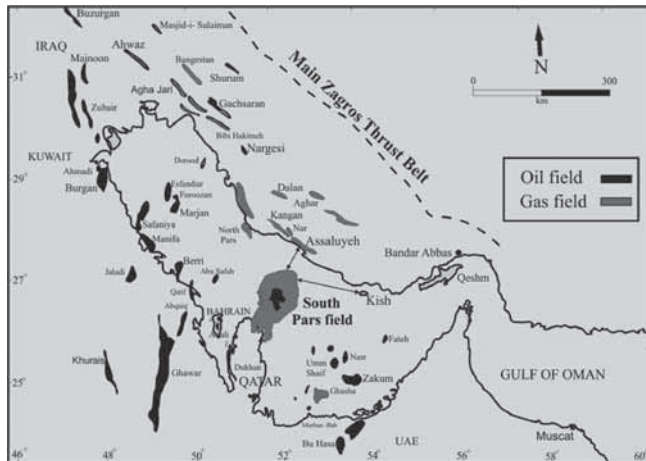 Buzurgan
Masjid-i- Sulaiman
IRAQ
Ahwaz
Majnoon
Bangestan
Shurum
Main Zagros Thrust Belt
N
0
300
km
31
Agha Jari
Gachsaran
Zubair
Bibi Hakimeh
Nargesi
KUWAIT
Ahmadi
Burgan
29
Dorood
Esfandiar
Foroozan
Marjan
Safaniya
Manifa
Dalan
Aghar
Kangan
Nar
North
Pars
Assaluyeh
Oil field
Gas field
Bandar Abbas
Qeshm
27
Berri
Jaladi
Abu Safah
Qatif
Kish
South
Pars field
Abqaiq
BAHRAIN
Khurais
Ghawar
Dukhan
QATAR
25
Fateh
Nasr
Umm
Shaif
Zakum
Ghasha
GULF OF OMAN
Bu Hasa
UAE
Muscat
46
48
50
52
54
56
58
60